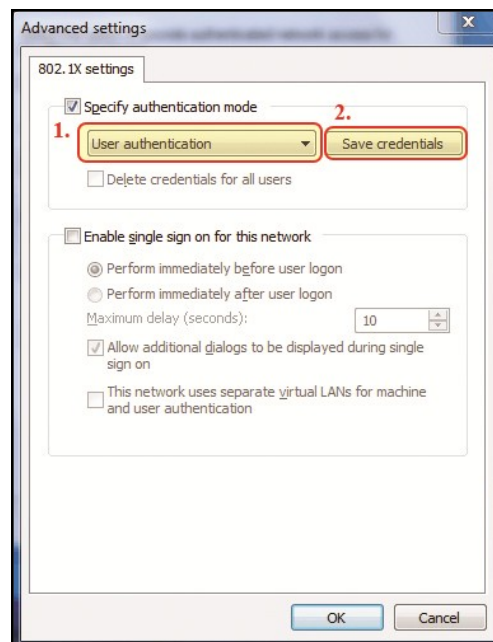 Advanced settings
x
802.1X settings
Specify authentication mode
1.
2.
User authentication
Save credentials
Delete credentials for all users
Enable single sign on for this network
Perform immediately before user logon
Perform immediately after user logon
Maximum delay (seconds):
10
Allow additional dialogs to be displayed during single
sign on
This network uses separate virtual LANs for machine
and user authentication
OK
Cancel